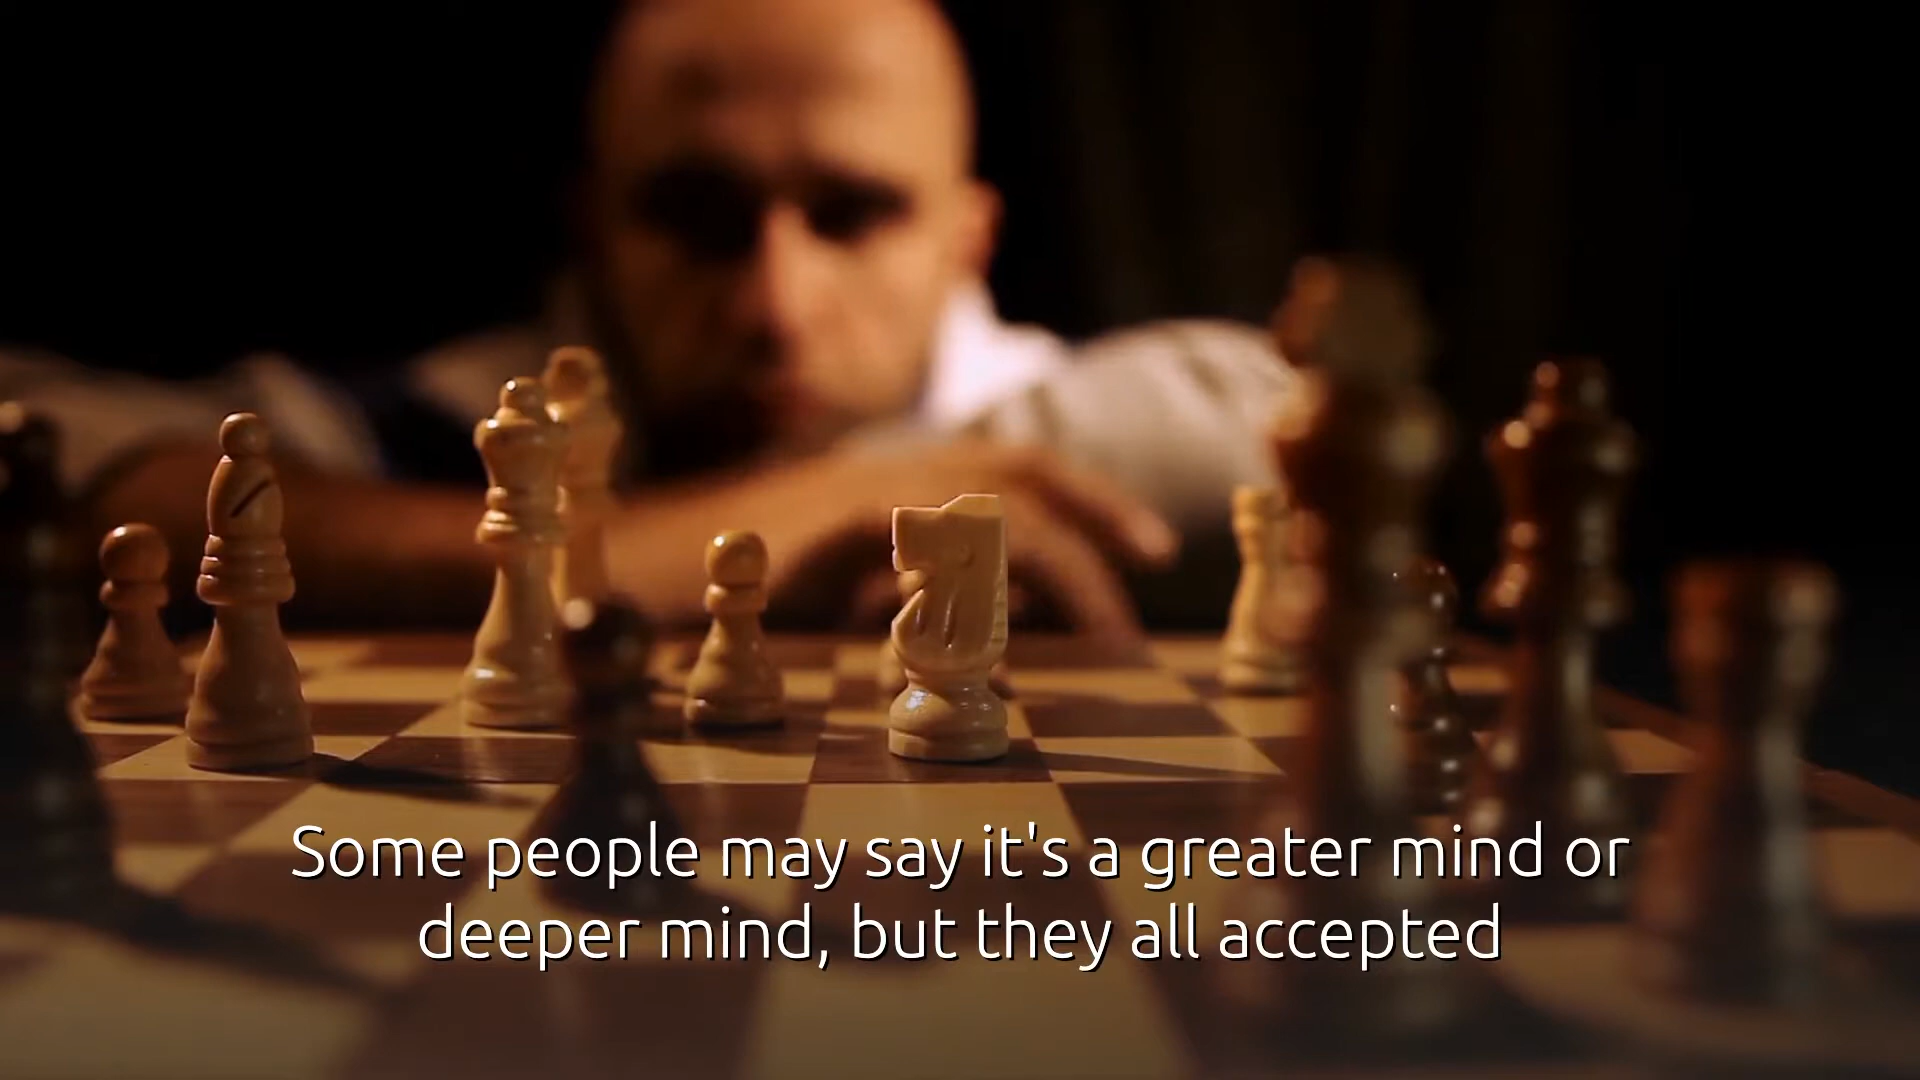 Some people may say it's a greater mind or
deeper mind, but they all accepted